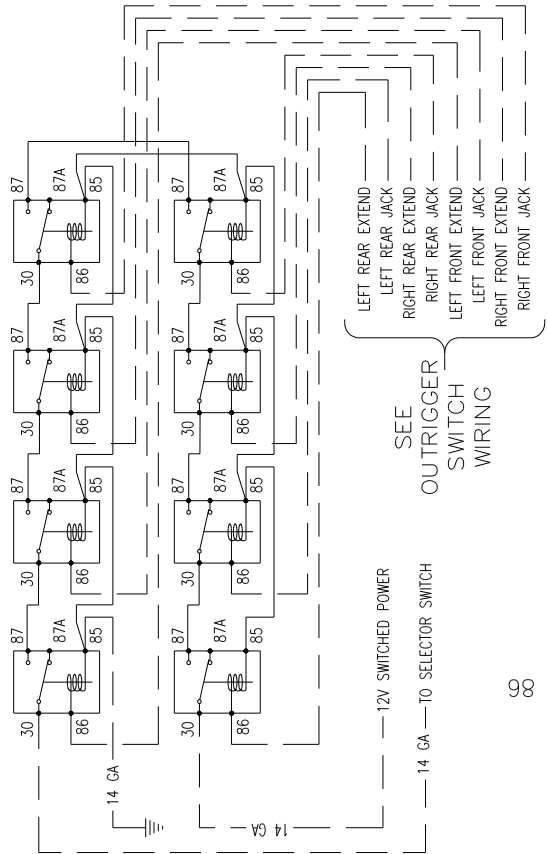 87
87A
85
30
86
87
87A
85
30
86
87
87A
85
30
86
87
87A
85
30
86
87
87A
85
30
86
87
87A
85
30
86
87
87A
85
30
86
87
87A
85
30
86
14 GA
14 GA
LEFT REAR EXTEND
LEFT REAR JACK
RIGHT REAR EXTEND
RIGHT REAR JACK
LEFT FRONT EXTEND
LEFT FRONT JACK
RIGHT FRONT EXTEND
RIGHT FRONT JACK
SEE
OUTRIGGER
SWITCH
WIRING
12V SWITCHED POWER
14 GA TO SELECTOR SWITCH
98